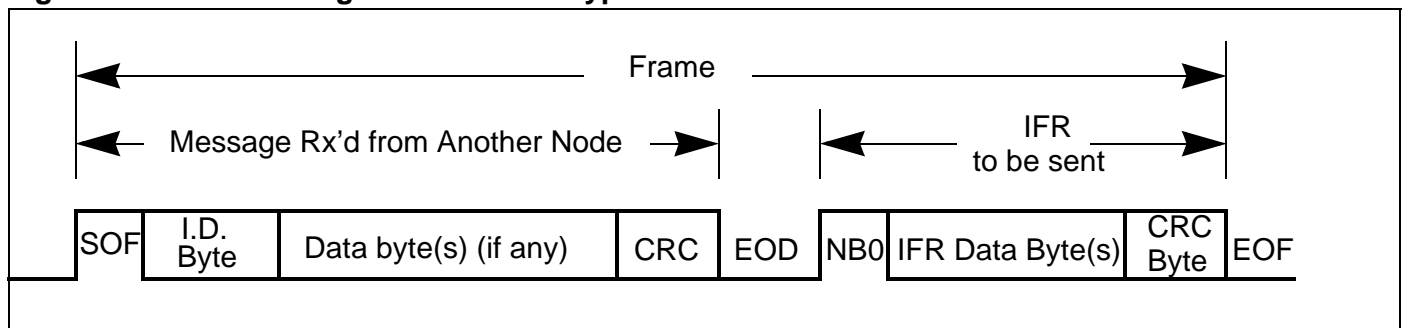 Frame
Message Rx'd from Another Node
IFR
to be sent
SOF
I.D.
Byte
Data byte(s) (if any)
CRC
EOD
NB0
IFR Data Byte(s)
CRC
Byte
EOF